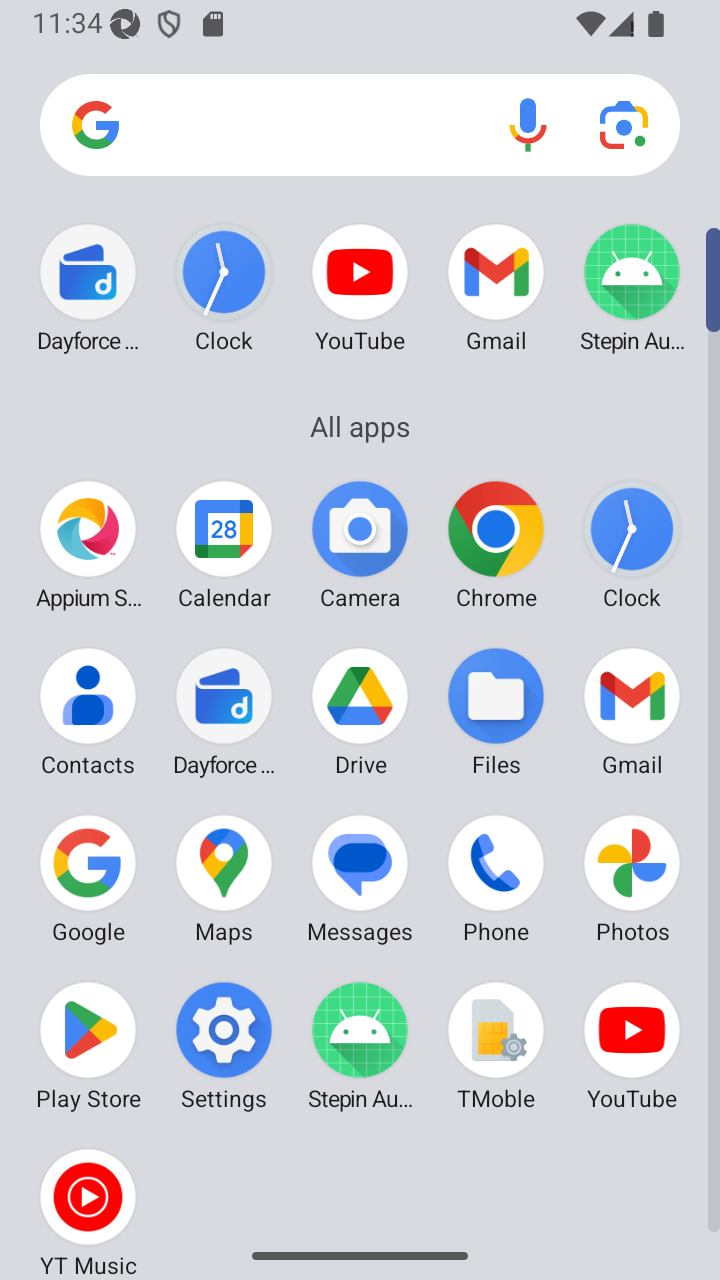 11:34
Dayforce ... Clock YouTube Gmail Stepin Au...
All apps
28
Appium S... Calendar Camera Chrome Clock
Contacts Dayforce ... Drive Files Gmail
Google Maps Messages Phone Photos
Play Store Settings Stepin Au... TMoble YouTube
YT Music